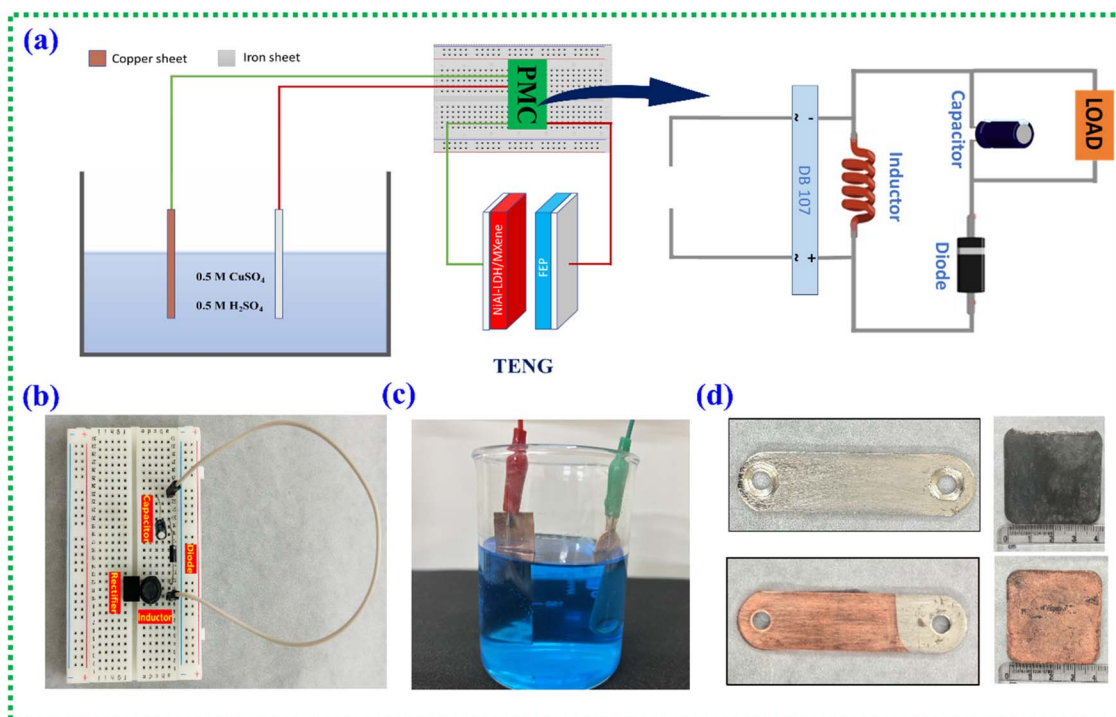 (a)
Copper sheet
Iron sheet
0.5 M CuSO4
0.5 M H2SO4
PMC
NiAl-LDH/MXene
FEP
TENG
~ -
DB 107
~ +
Inductor
Capacitor
LOAD
Diode
(b)
Capacitor
Diode
Rectifier
Inductor
(c)
(d)